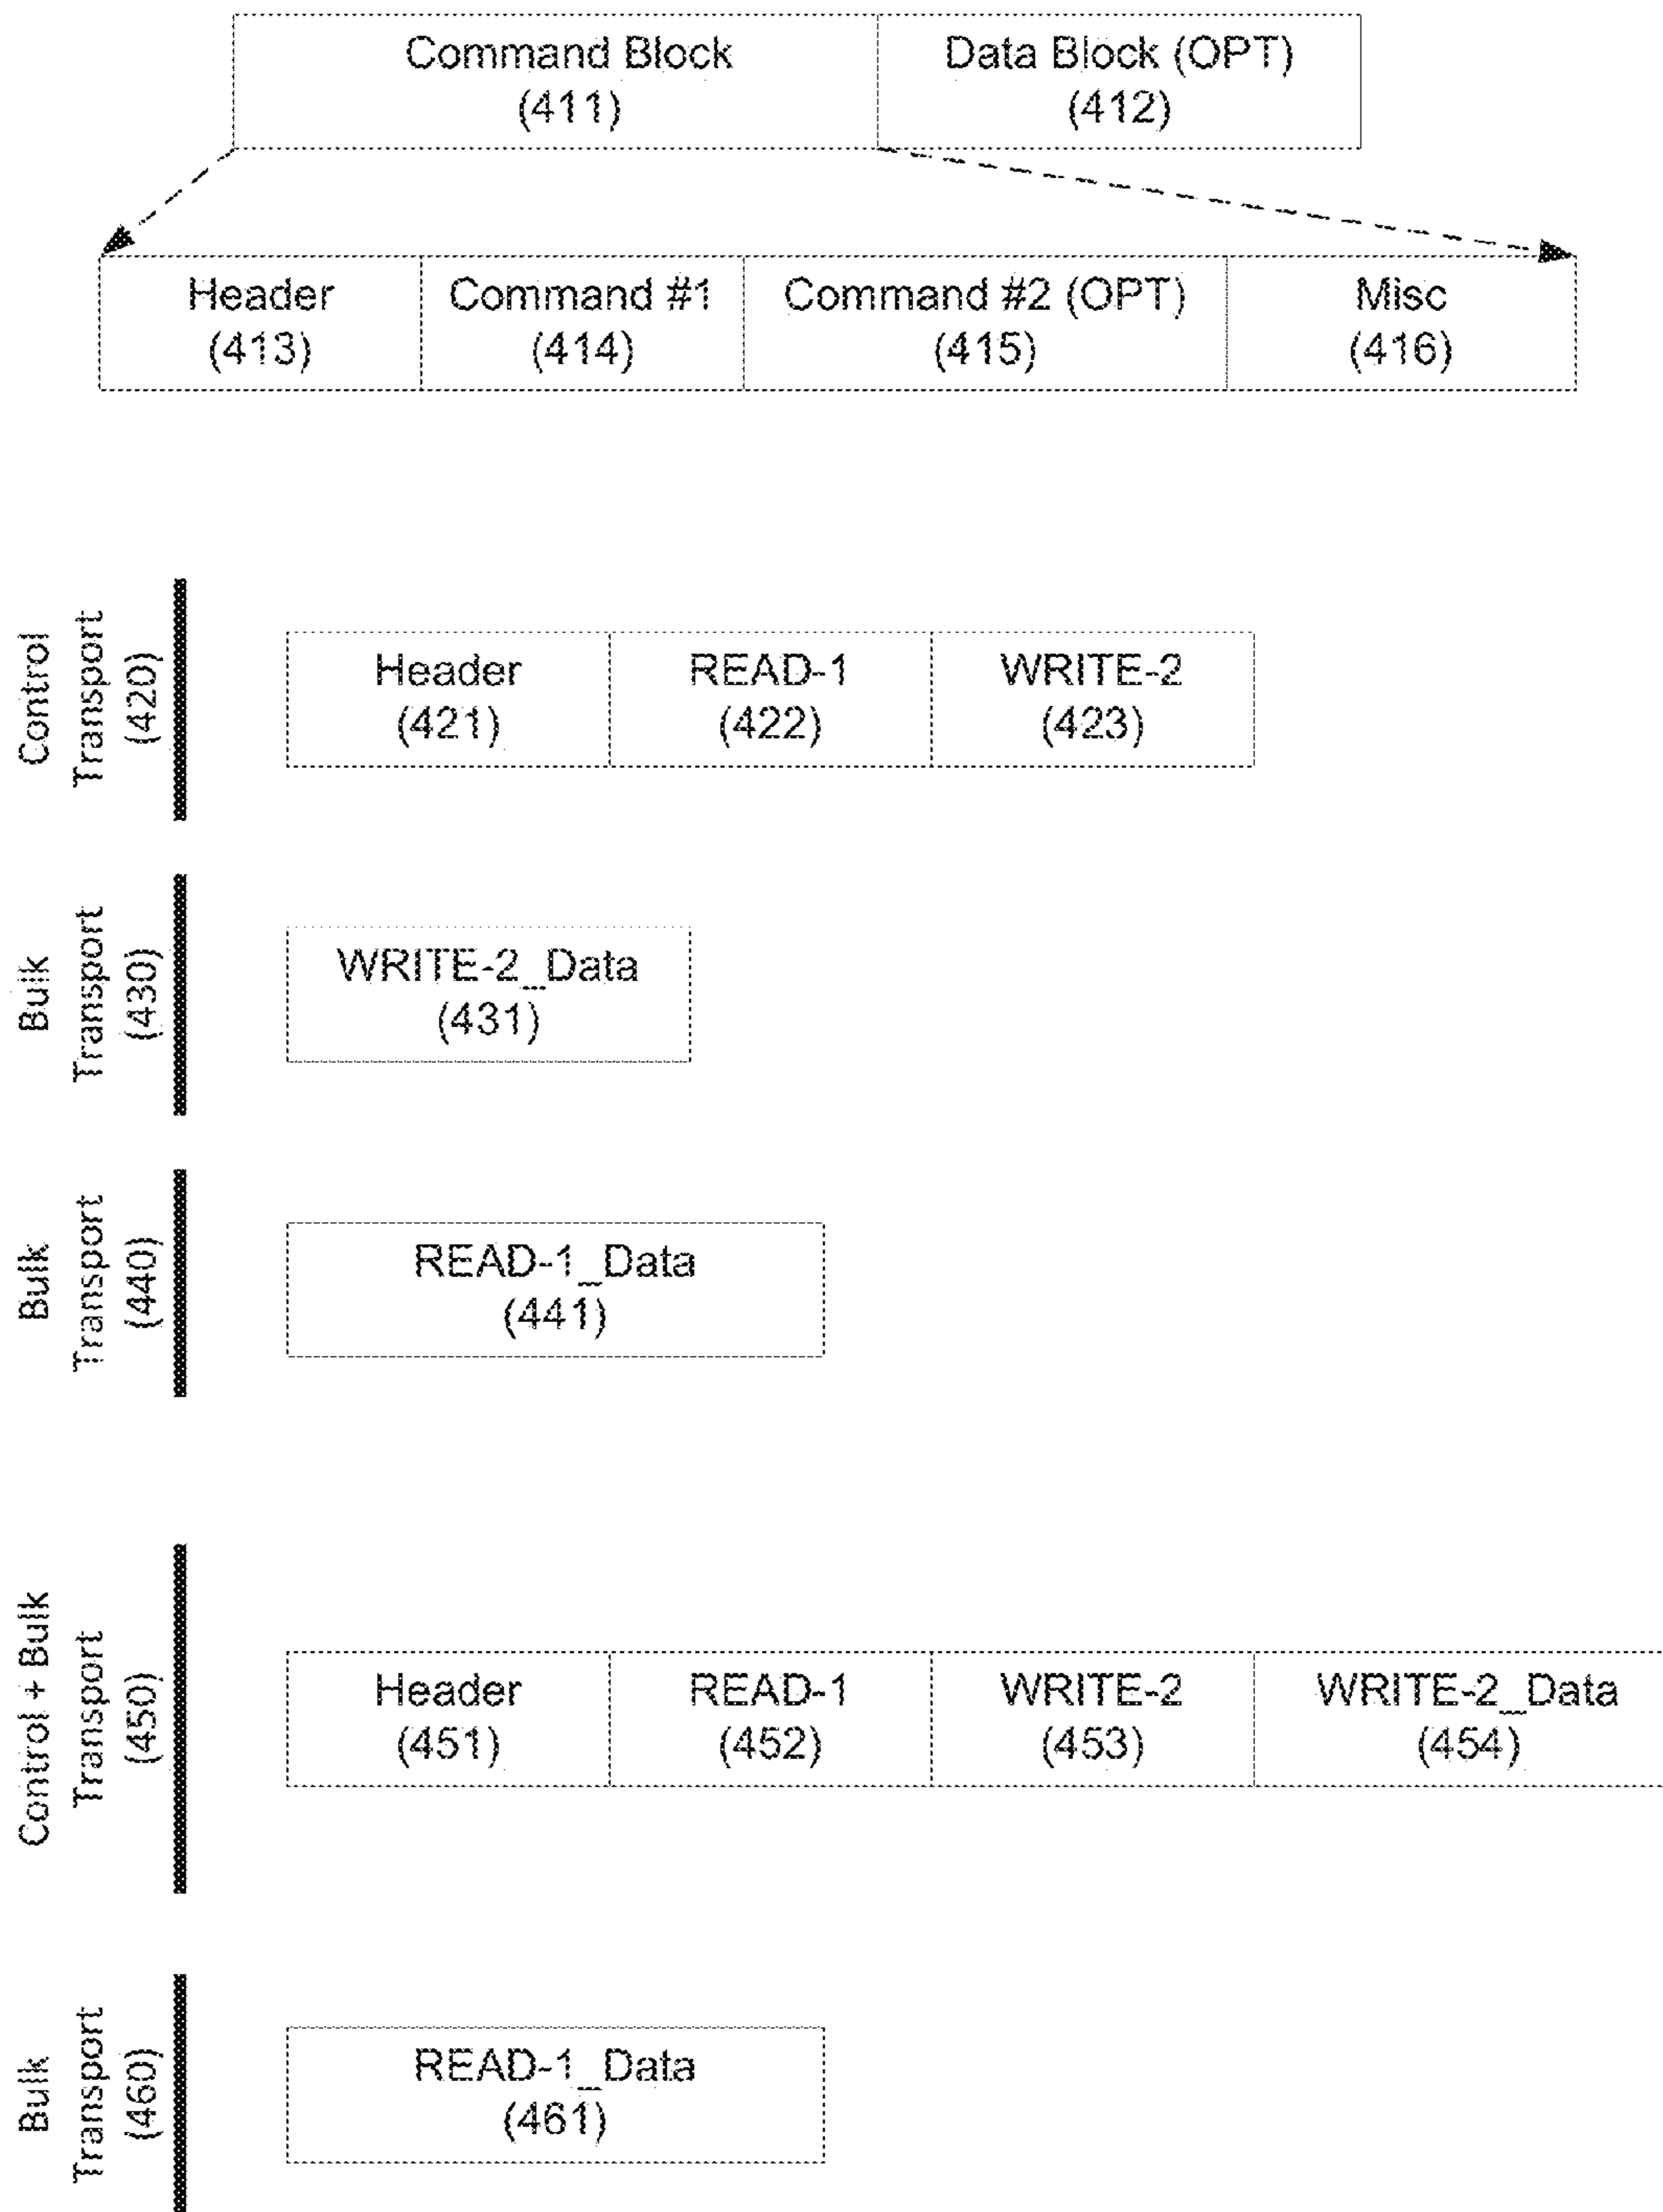 Command Block
(411)
Data Block (OPT)
(412)
Header
(413)
Command #1
(414)
Command #2 (OPT)
(415)
Misc
(416)
Control
Transport
(420)
Header
(421)
READ-1
(422)
WRITE-2
(423)
Bulk
Transport
(430)
WRITE-2_Data
(431)
Bulk
Transport
(440)
READ-1_Data
(441)
Control + Bulk
Transport
(450)
Header
(451)
READ-1
(452)
WRITE-2
(453)
WRITE-2_Data
(454)
Bulk
Transport
(460)
READ-1_Data
(461)